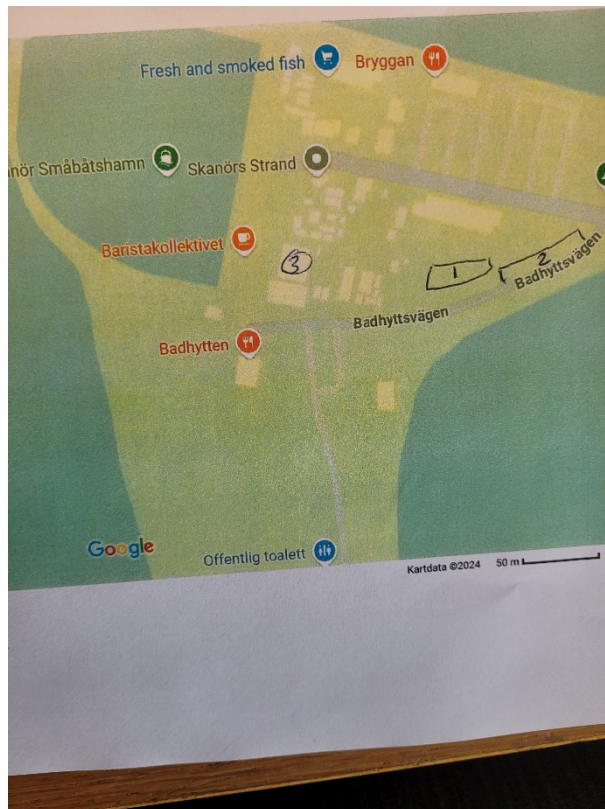 Fresh and smoked fish
Bryggan
nör Småbåtshamn
Skanörs Strand
Baristakollektivet
3
1
2
Badhyttsvägen
Badhyttsvägen
Badhytten
Google
Offentlig toalett
Kartdata ©2024 50 m